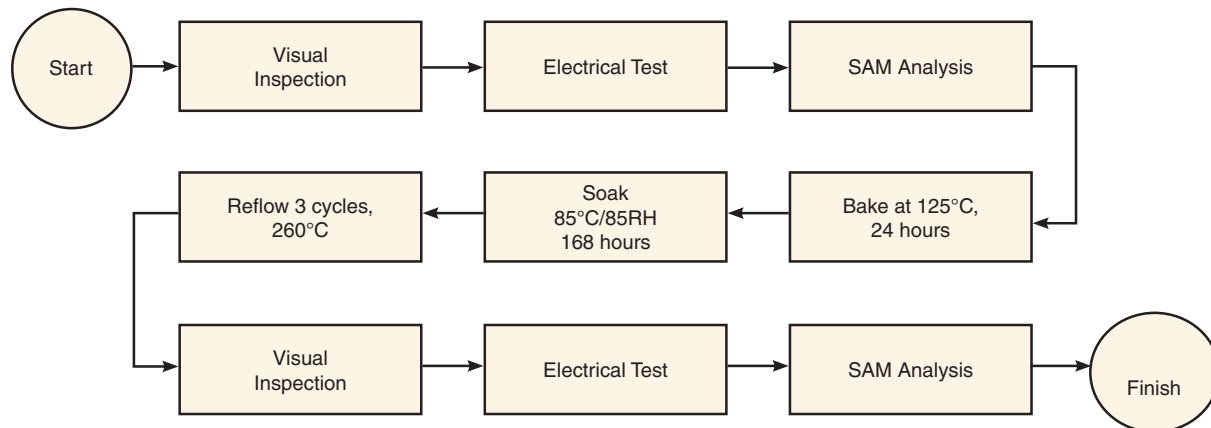 Start
Visual
Inspection
Electrical Test
SAM Analysis
Bake at 125°C,
24 hours
Soak
85°C/85RH
168 hours
Reflow 3 cycles,
260°C
Visual
Inspection
Electrical Test
SAM Analysis
Finish